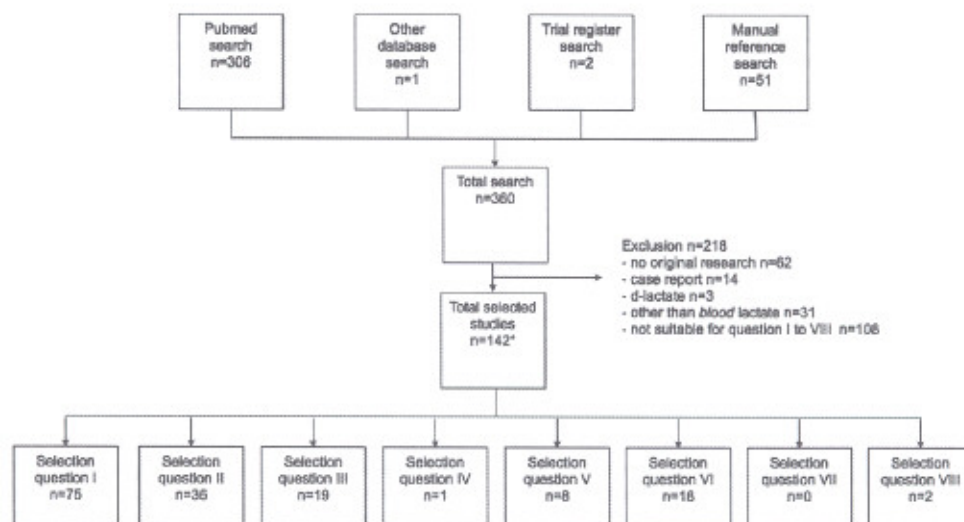 Pubmed
search
n=306
Other
database
search
n=1
Trial register
search
n=2
Manual
reference
search
n=51
Total search
n=360
Exclusion n=218
- no original research n=62
- case report n=14
- d-lactate n=3
- other than blood lactate n=31
- not suitable for question I to VIII n=108
Total selected
studies
n=142*
Selection
question I
n=75
Selection
question II
n=36
Selection
question III
n=19
Selection
question IV
n=1
Selection
question V
n=8
Selection
question VI
n=18
Selection
question VII
n=0
Selection
question VIII
n=2